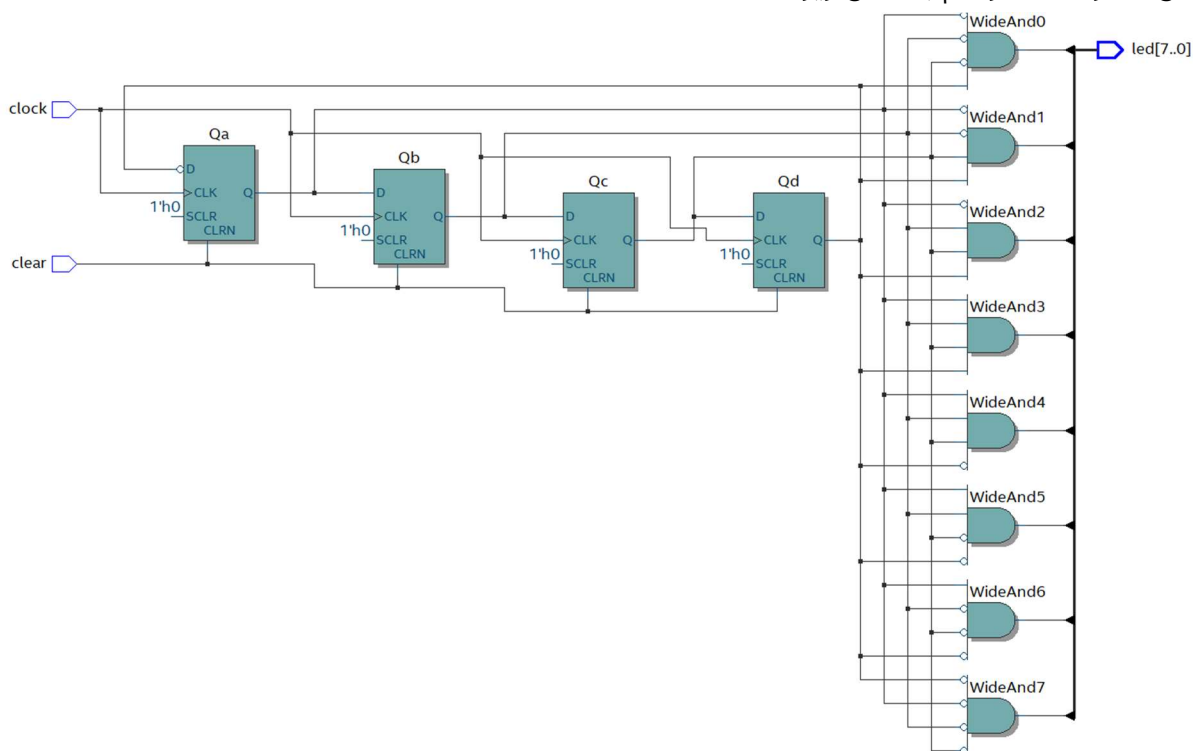 WideAnd0
led[7..0]
clock
WideAnd1
Qa
Qb
Qc
Qd
D
CLK
Q
1'h0
SCLR
CLRN
D
CLK
Q
1'h0
SCLR
CLRN
D
CLK
Q
1'h0
SCLR
CLRN
D
CLK
Q
1'h0
SCLR
CLRN
clear
WideAnd2
WideAnd3
WideAnd4
WideAnd5
WideAnd6
WideAnd7